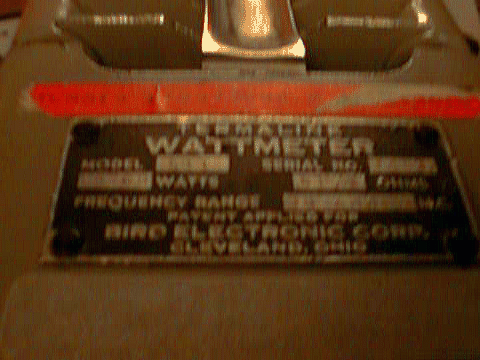 TERMALINE
WATTMETER
MODEL SERIAL NO.
WATTS OHMS
FREQUENCY RANGE M.C.
PATENT APPLIED FOR
BIRD ELECTRONIC CORP.
CLEVELAND, OHIO